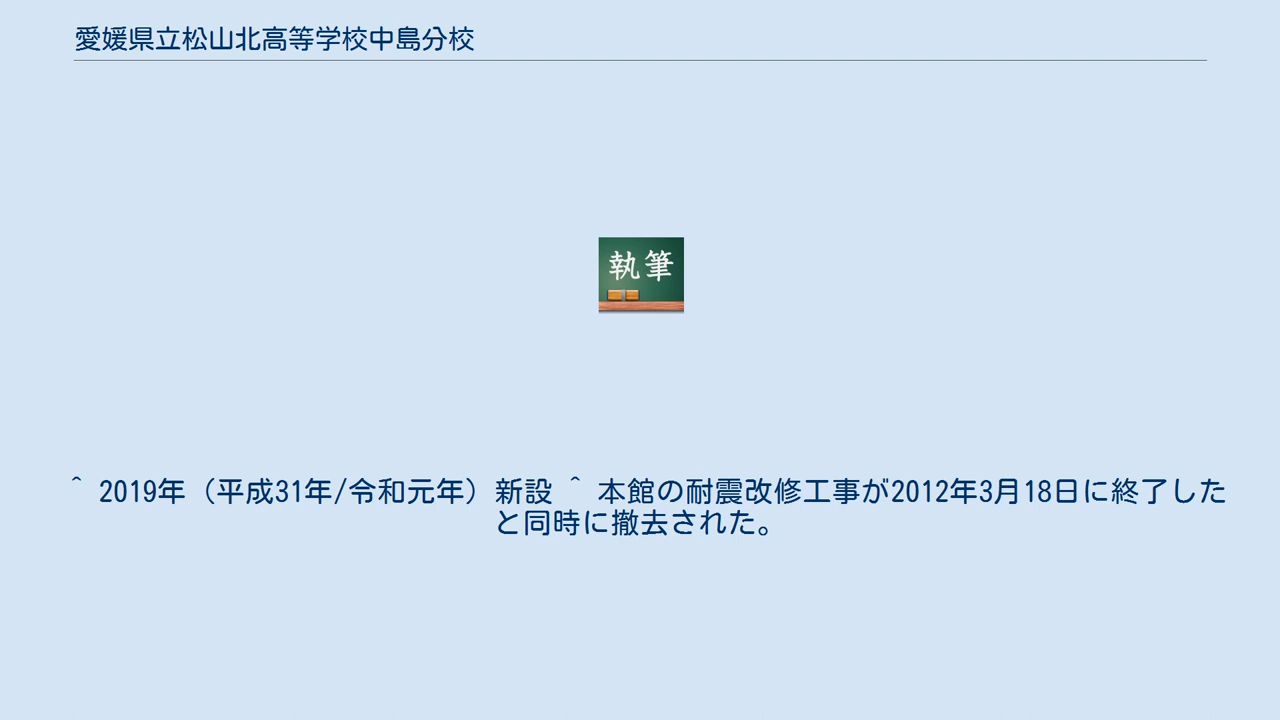 愛媛県立松山北高等学校中島分校
執筆
^ 2019年（平成31年/令和元年）新設 ^ 本館の耐震改修工事が2012年3月18日に終了した
と同時に撤去された。